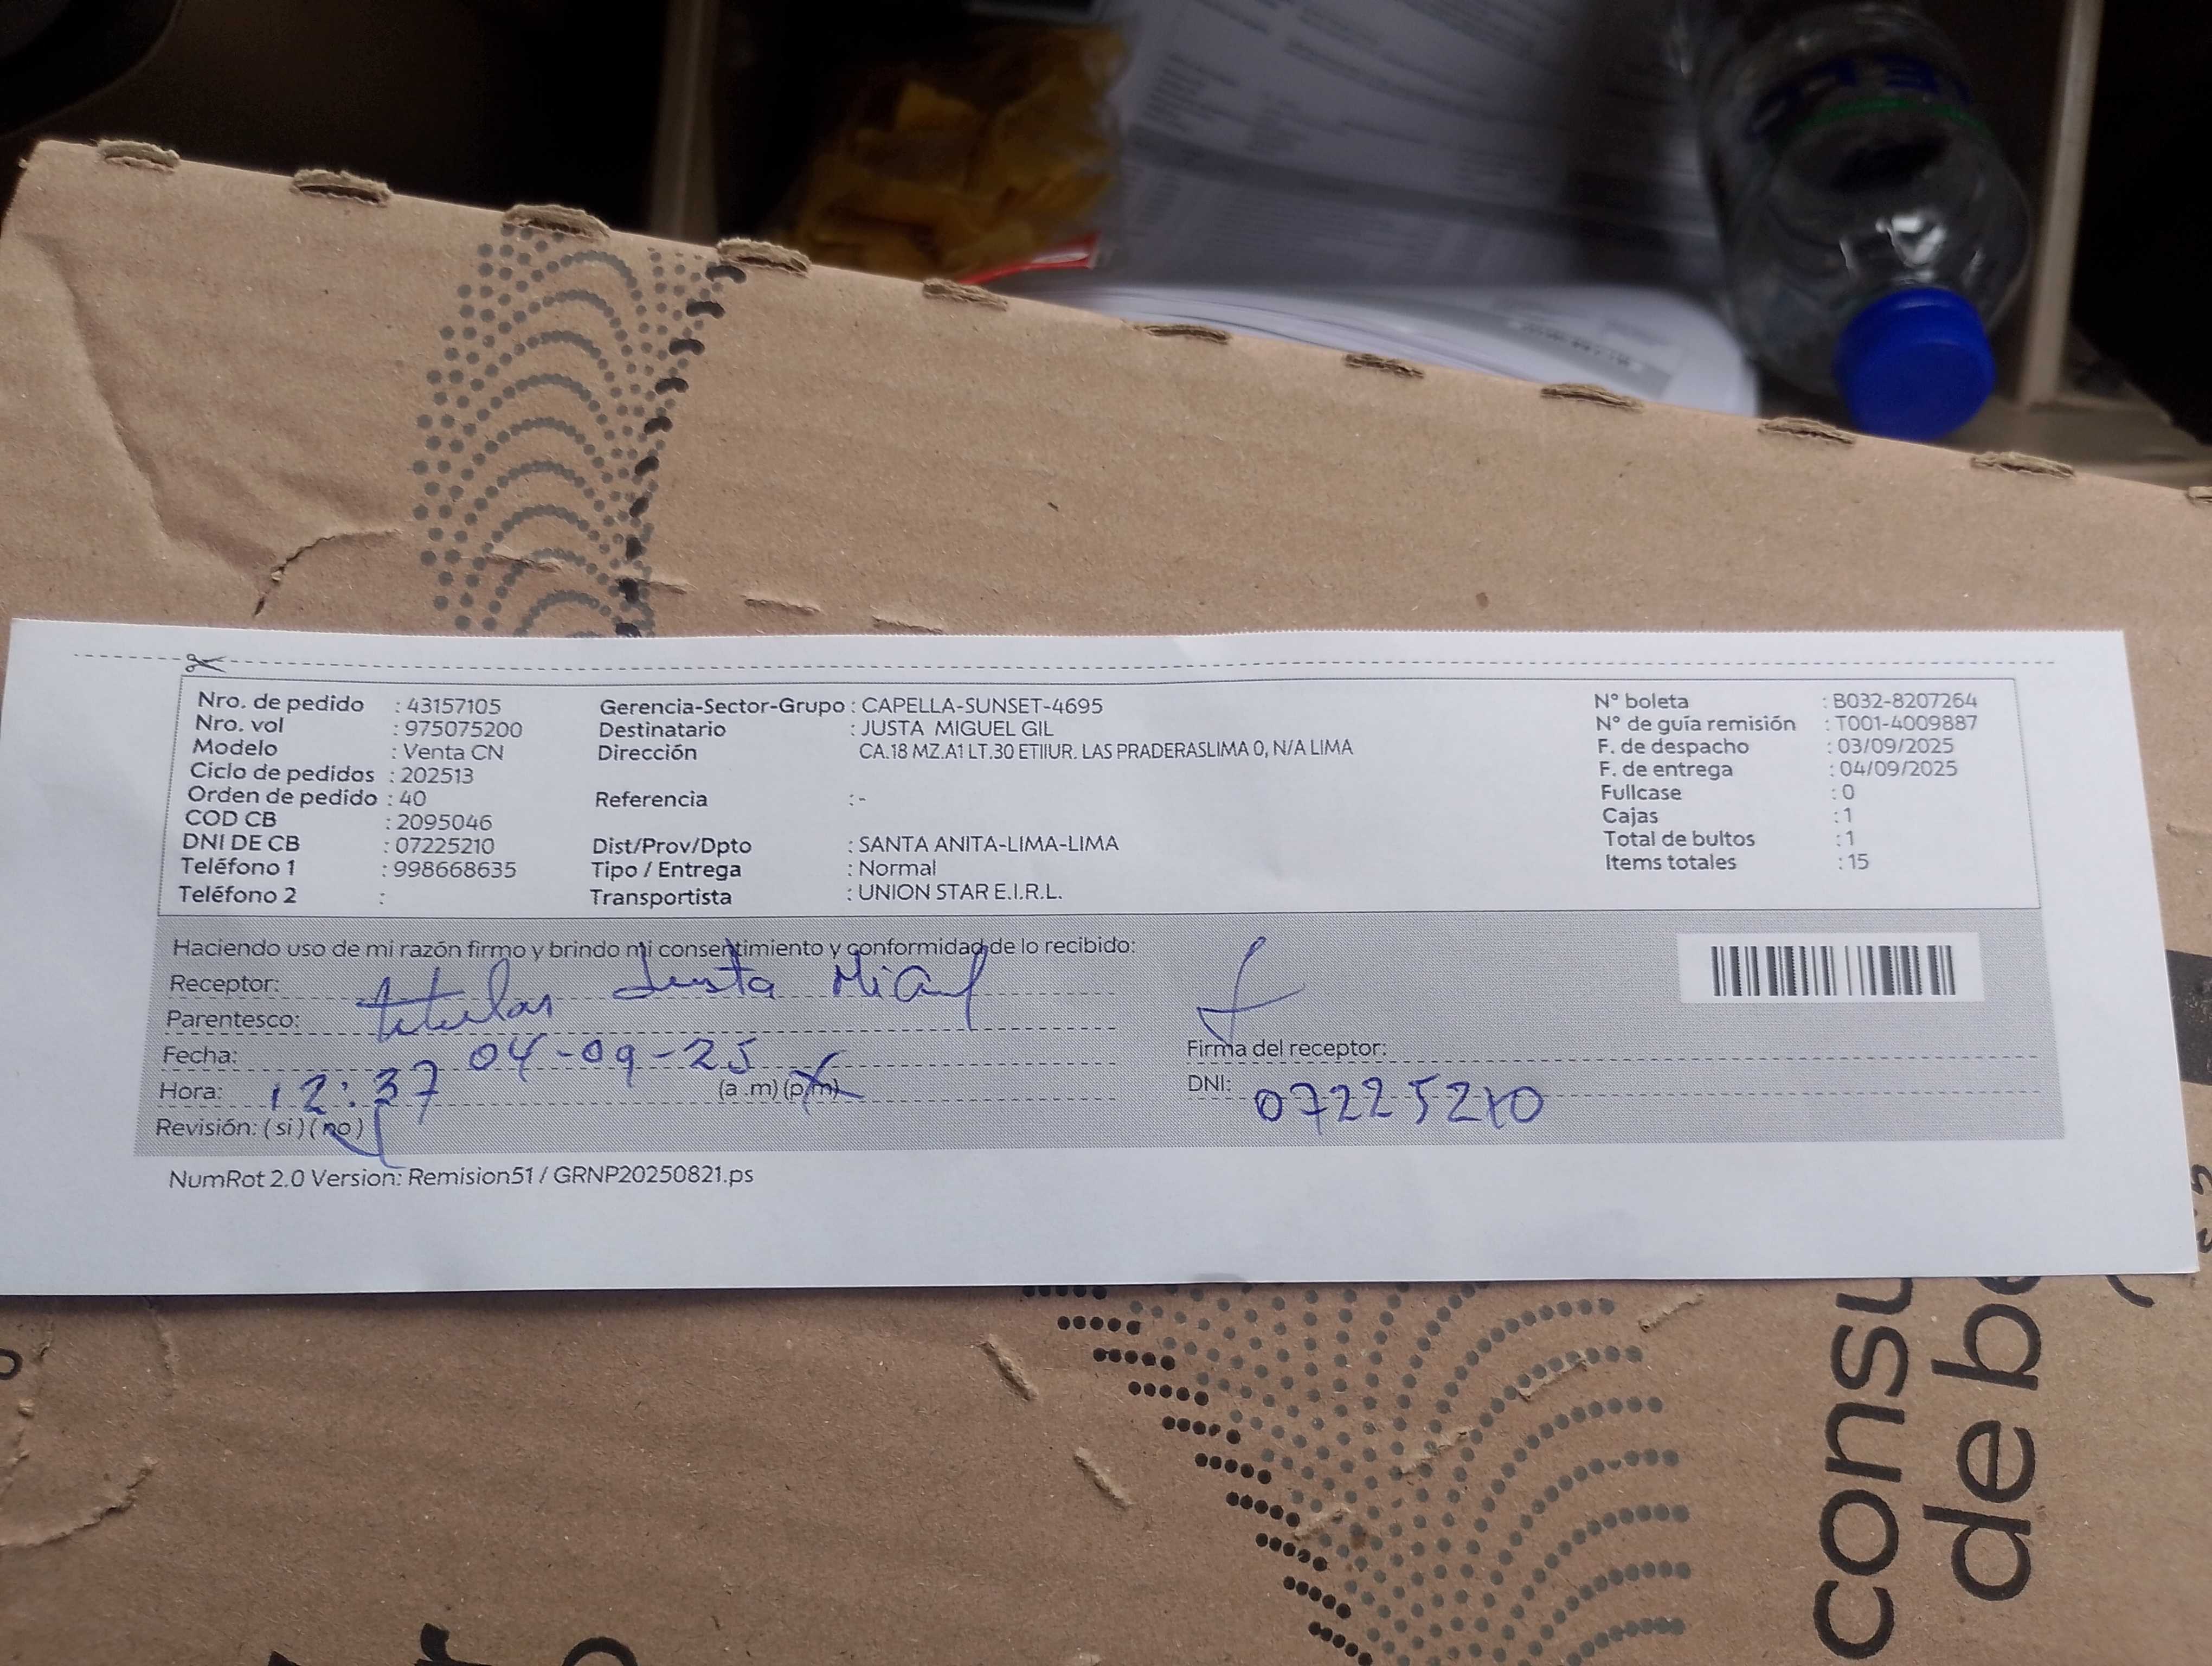 Nro. de pedido : 43157105
Nro. vol : 975075200
Modelo : Venta CN
Ciclo de pedidos : 202513
Orden de pedido : 40
COD CB : 2095046
DNI DE CB : 07225210
Teléfono 1 : 998668635
Teléfono 2 :
Gerencia-Sector-Grupo : CAPELLA-SUNSET-4695
Destinatario : JUSTA MIGUEL GIL
Dirección CA.18 MZ.A1 LT.30 ETIIUR. LAS PRADERASLIMA 0, N/A LIMA
Referencia : -
Dist/Prov/Dpto : SANTA ANITA-LIMA-LIMA
Tipo / Entrega : Normal
Transportista : UNION STAR E.I.R.L.
N° boleta : B032-8207264
N° de guía remisión : T001-4009887
F. de despacho : 03/09/2025
F. de entrega : 04/09/2025
Fullcase : 0
Cajas : 1
Total de bultos : 1
Items totales : 15
Haciendo uso de mi razón firmo y brindo mi consentimiento y conformidad de lo recibido:
Receptor: Justa
Parentesco: titular
Fecha: 04-09-25
Hora: 12:37 (a.m) (p.m)
Revisión: (si) (no)
Firma del receptor:
DNI: 07225210
NumRot 2.0 Version: Remision51 / GRNP20250821.ps
consu
de be